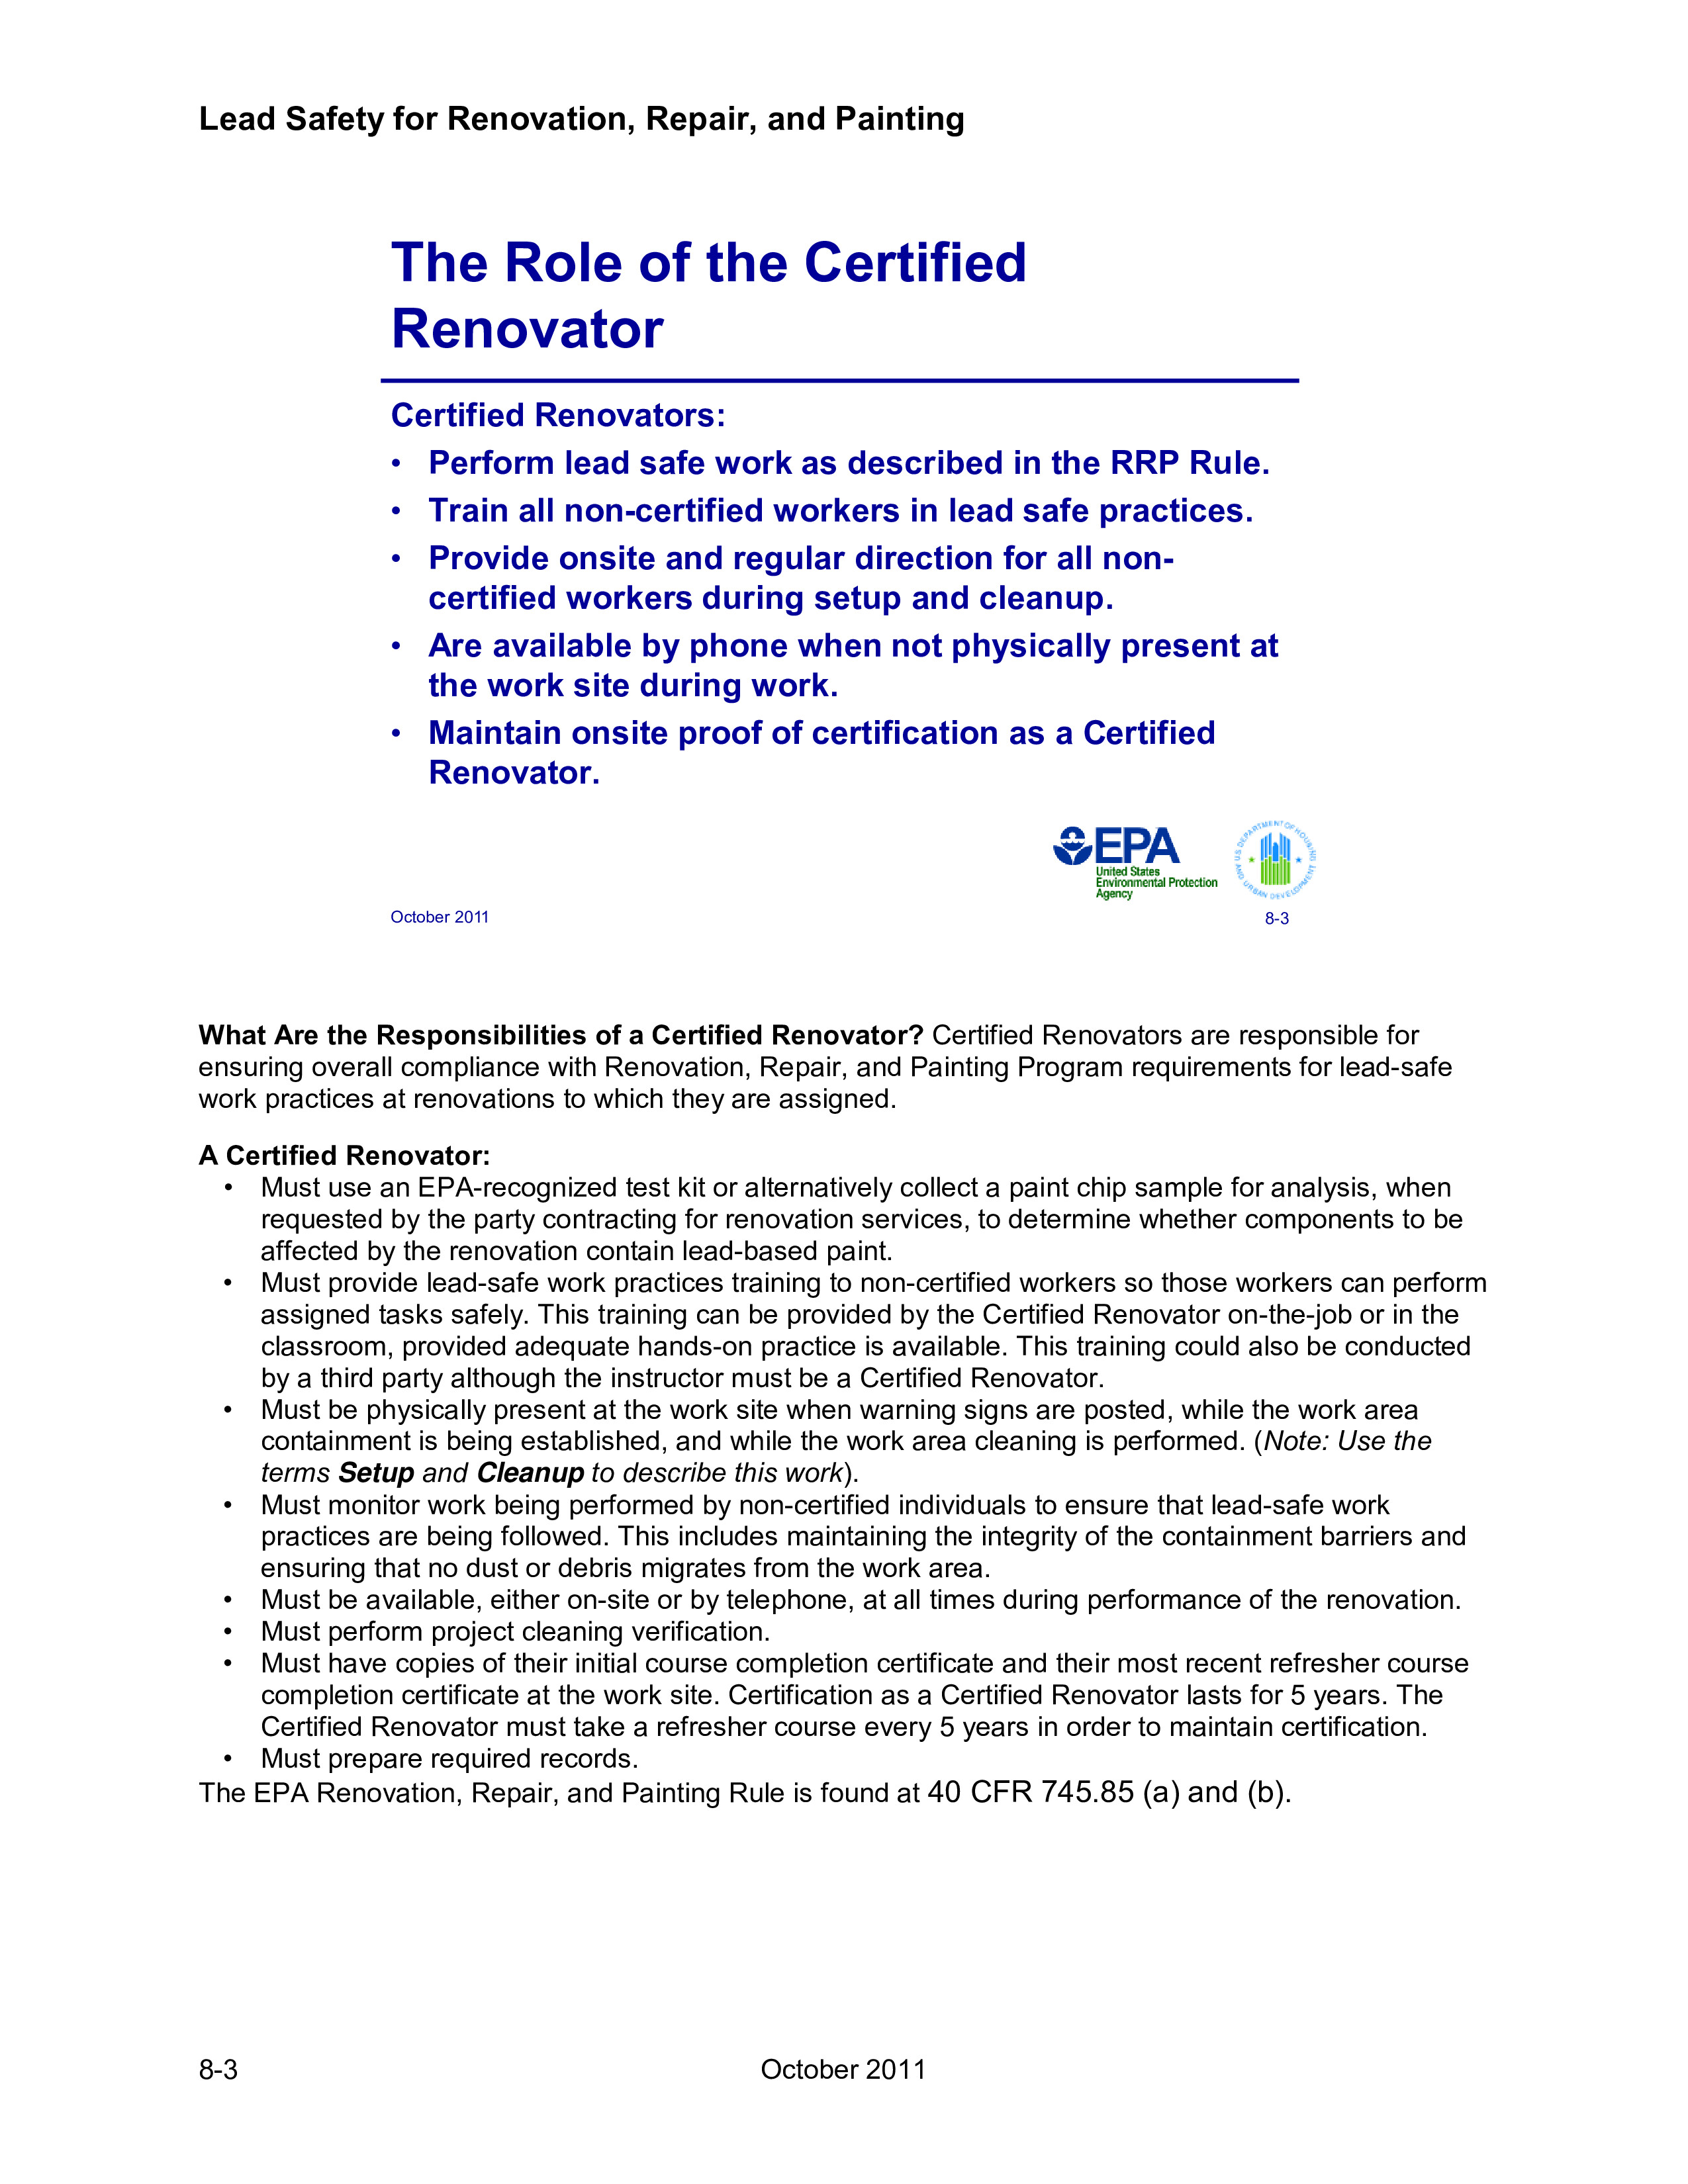 Lead Safety for Renovation, Repair, and Painting
The Role of the Certified
Renovator
Certified Renovators:
• Perform lead safe work as described in the RRP Rule.
• Train all non-certified workers in lead safe practices.
• Provide onsite and regular direction for all non-
certified workers during setup and cleanup.
• Are available by phone when not physically present at
the work site during work.
• Maintain onsite proof of certification as a Certified
Renovator.
EPA
United States
Environmental Protection
Agency
U.S. DEPARTMENT OF HOUSING AND URBAN DEVELOPMENT
October 2011
8-3
What Are the Responsibilities of a Certified Renovator? Certified Renovators are responsible for
ensuring overall compliance with Renovation, Repair, and Painting Program requirements for lead-safe
work practices at renovations to which they are assigned.
A Certified Renovator:
• Must use an EPA-recognized test kit or alternatively collect a paint chip sample for analysis, when
requested by the party contracting for renovation services, to determine whether components to be
affected by the renovation contain lead-based paint.
• Must provide lead-safe work practices training to non-certified workers so those workers can perform
assigned tasks safely. This training can be provided by the Certified Renovator on-the-job or in the
classroom, provided adequate hands-on practice is available. This training could also be conducted
by a third party although the instructor must be a Certified Renovator.
• Must be physically present at the work site when warning signs are posted, while the work area
containment is being established, and while the work area cleaning is performed. (Note: Use the
terms Setup and Cleanup to describe this work).
• Must monitor work being performed by non-certified individuals to ensure that lead-safe work
practices are being followed. This includes maintaining the integrity of the containment barriers and
ensuring that no dust or debris migrates from the work area.
• Must be available, either on-site or by telephone, at all times during performance of the renovation.
• Must perform project cleaning verification.
• Must have copies of their initial course completion certificate and their most recent refresher course
completion certificate at the work site. Certification as a Certified Renovator lasts for 5 years. The
Certified Renovator must take a refresher course every 5 years in order to maintain certification.
• Must prepare required records.
The EPA Renovation, Repair, and Painting Rule is found at 40 CFR 745.85 (a) and (b).
8-3
October 2011